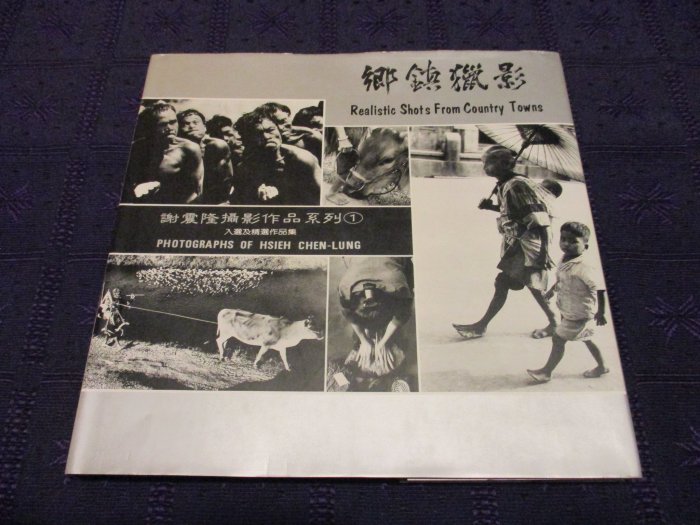 鄉鎮獵影
Realistic Shots From Country Towns
謝震隆攝影作品系列①
入選及精選作品集
PHOTOGRAPHS OF HSIEH CHEN-LUNG